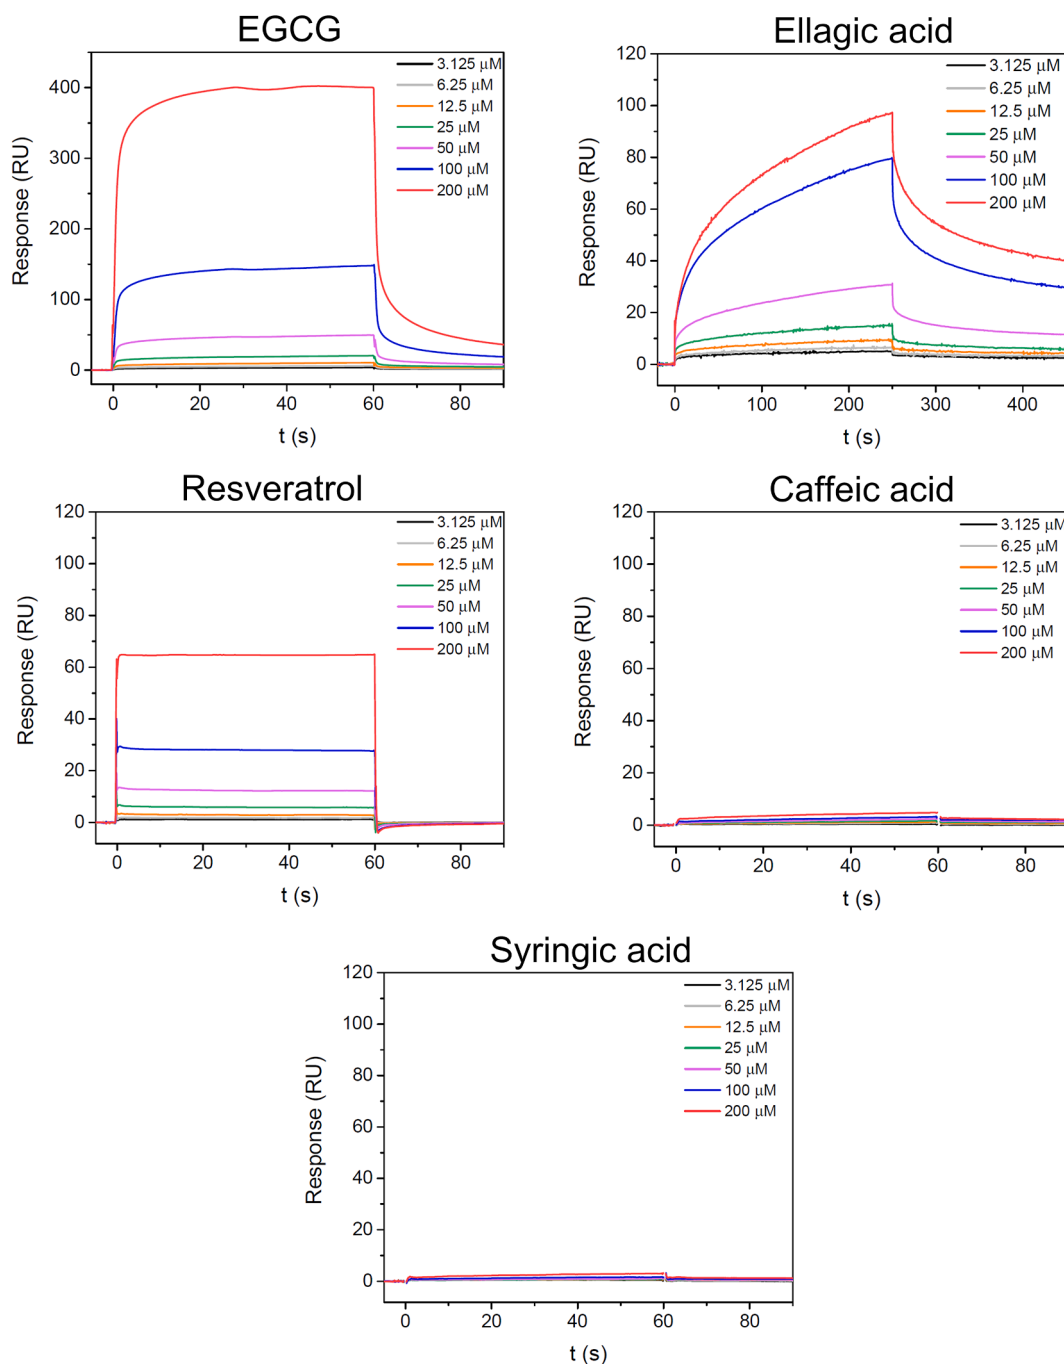 EGCG
3.125 μM
6.25 μM
12.5 μM
25 μM
50 μM
100 μM
200 μM
400
300
200
100
0
Response (RU)
0 20 40 60 80
t (s)
Ellagic acid
3.125 μM
6.25 μM
12.5 μM
25 μM
50 μM
100 μM
200 μM
120
100
80
60
40
20
0
Response (RU)
0 100 200 300 400
t (s)
Resveratrol
3.125 μM
6.25 μM
12.5 μM
25 μM
50 μM
100 μM
200 μM
120
100
80
60
40
20
0
Response (RU)
0 20 40 60 80
t (s)
Caffeic acid
3.125 μM
6.25 μM
12.5 μM
25 μM
50 μM
100 μM
200 μM
120
100
80
60
40
20
0
Response (RU)
0 20 40 60 80
t (s)
Syringic acid
3.125 μM
6.25 μM
12.5 μM
25 μM
50 μM
100 μM
200 μM
120
100
80
60
40
20
0
Response (RU)
0 20 40 60 80
t (s)